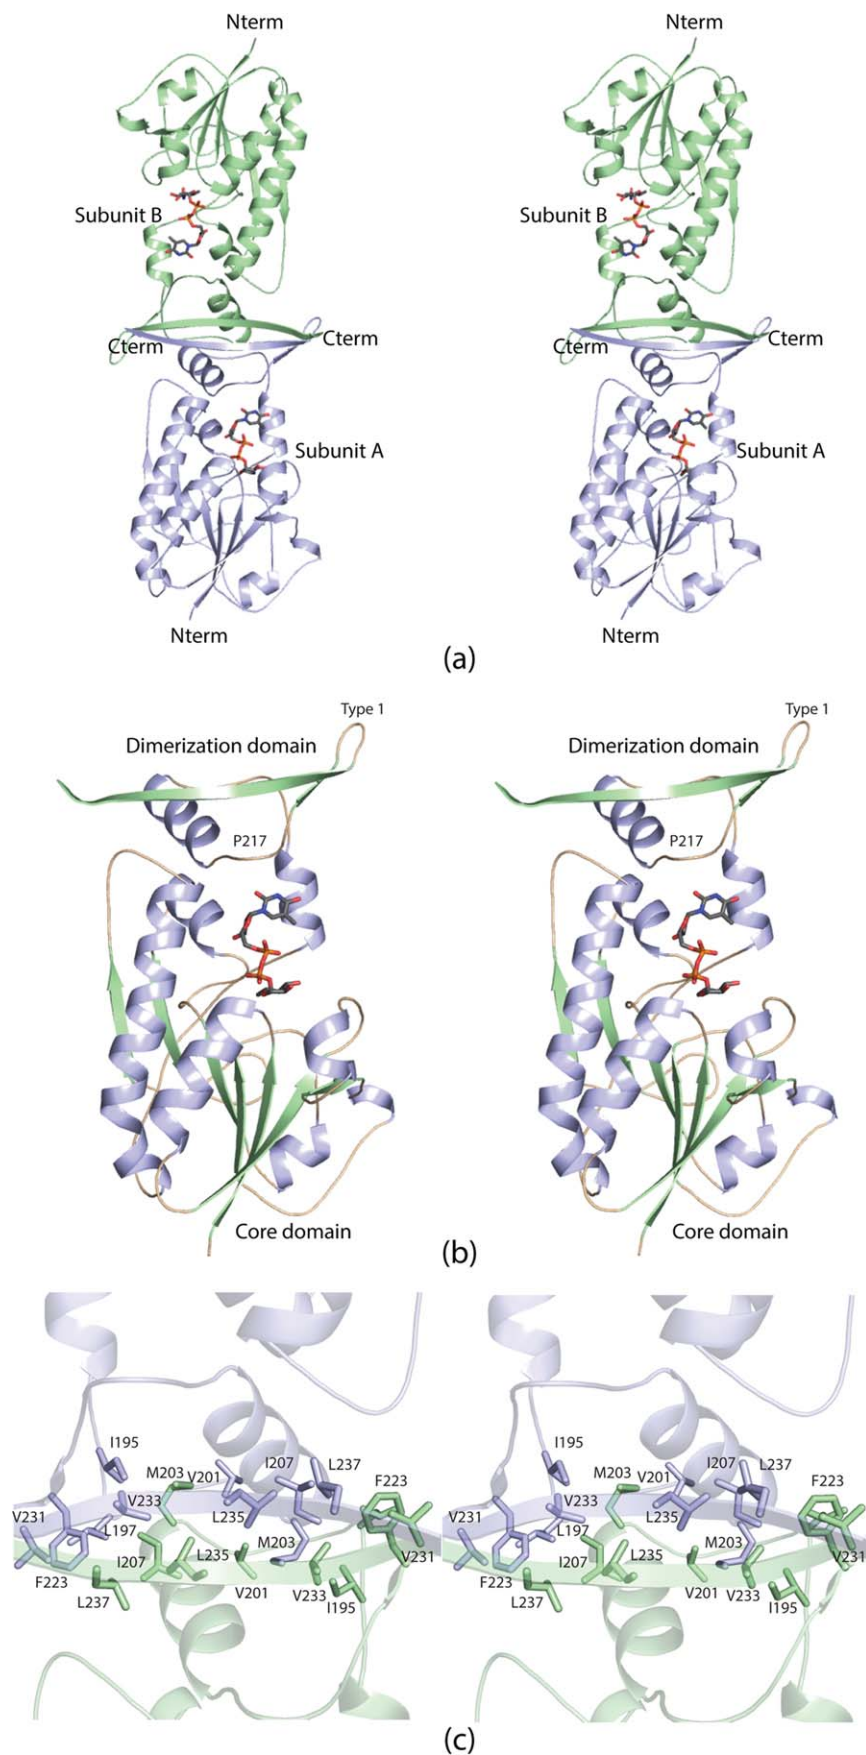 Nterm Nterm
Subunit B Subunit B
Cterm Cterm Cterm Cterm
Subunit A Subunit A
Nterm Nterm
(a)
Type 1 Type 1
Dimerization domain Dimerization domain
P217 P217
Core domain Core domain
(b)
I195 M203 V201 I207 L237 F223 I195 M203 V201 I207 L237 F223
V231 V233 L235 V231 V233 L235
L197 M203 L197 M203
F223 I207 L235 V231 F223 I207 L235 V231
L237 V201 V233 I195 L237 V201 V233 I195
(c)